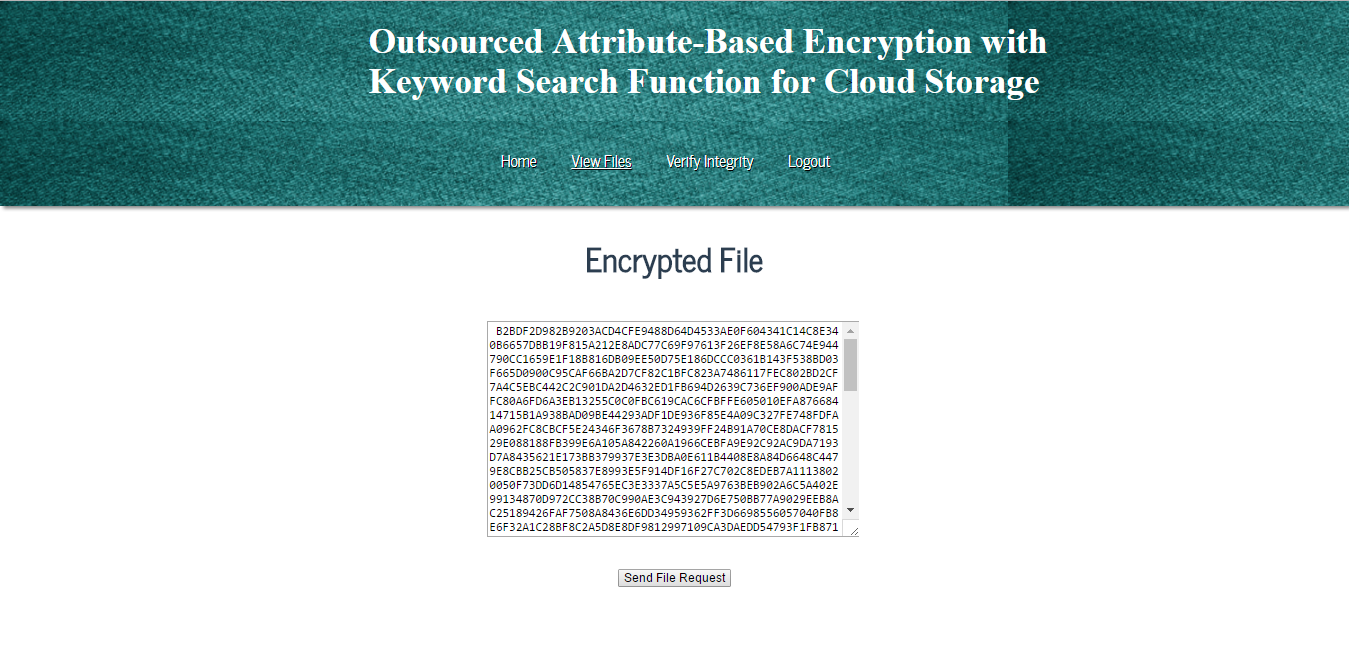 Outsourced Attribute-Based Encryption with
Keyword Search Function for Cloud Storage
Home View Files Verify Integrity Logout
Encrypted File
B2BDF2D982B9203ACD4CFE9488D64D4533AE0F604341C14C8E34
0B6657DBB19F815A212E8ADC77C69F97613F26EF8E58A6C74E944
790CC1659E1F18B816DB09EE50D75E186DCCC0361B143F538BD03
F665D0900C95CAF66BA2D7CF82C1BFC823A7486117FEC802BD2CF
7A4C5EBC442C2C901DA2D4632ED1FB694D2639C736EF900ADE9AF
FC80A6FD6A3EB13255C0C0FBC619CAC6CFBFFE605010EFA876684
14715B1A938BAD09BE44293ADF1DE936F85E4A09C327FE748FDFA
A0962FC8CBCF5E24346F3678B7324939FF24B91A70CE8DACF7815
29E088188FB399E6A105A842260A1966CEBFA9E92C92AC9DA7193
D7A8435621E173BB379937E3E3DBA0E611B4408E8A84D6648C447
9E8CBB25CB505837E8993E5F914DF16F27C702C8EDEB7A1113802
0050F73DD6D14854765EC3E3337A5C5E5A9763BEB902A6C5A402E
99134870D972CC38B70C990AE3C943927D6E750BB77A9029EEB8A
C25189426FAF7508A8436E6DD34959362FF3D6698556057040FB8
E6F32A1C28BF8C2A5D8E8DF9812997109CA3DAEDD54793F1FB871
Send File Request